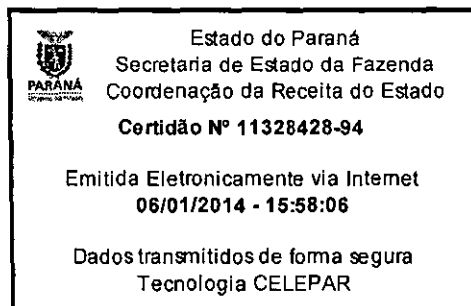 Estado do Paraná
Secretaria de Estado da Fazenda
Coordenação da Receita do Estado
PARANÁ
Certidão Nº 11328428-94
Emitida Eletronicamente via Internet
06/01/2014 - 15:58:06
Dados transmitidos de forma segura
Tecnologia CELEPAR